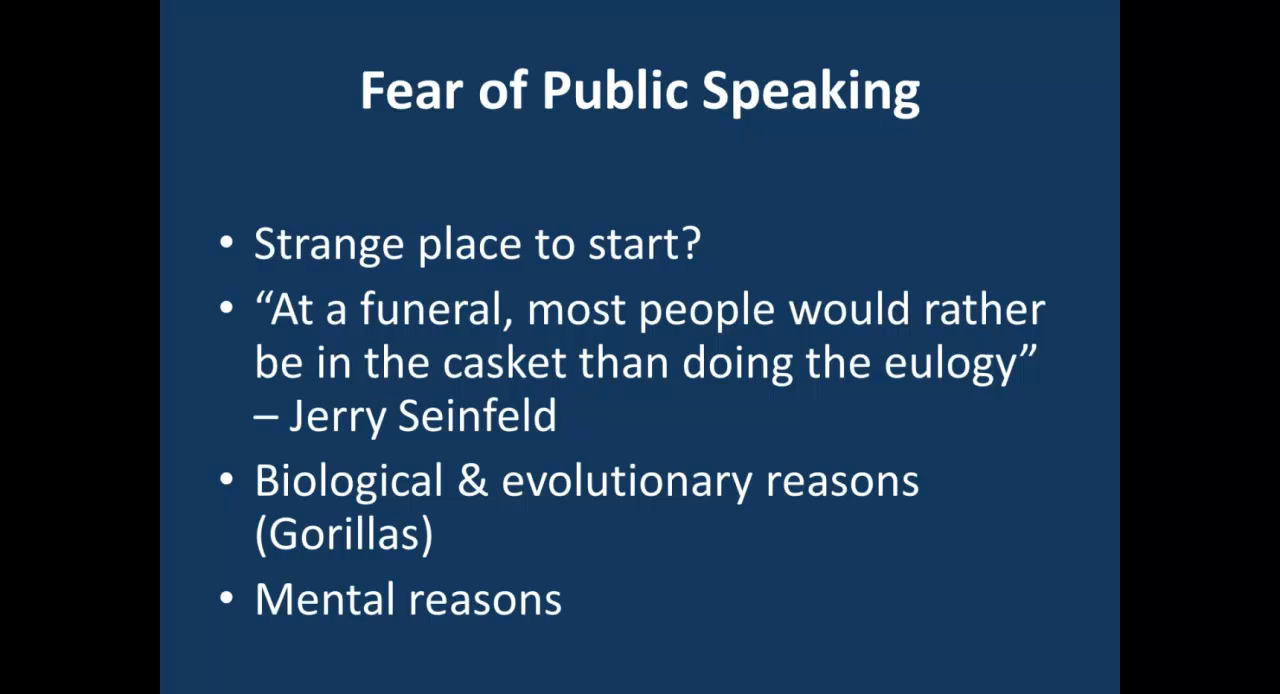 Fear of Public Speaking
• Strange place to start?
• “At a funeral, most people would rather
be in the casket than doing the eulogy”
– Jerry Seinfeld
• Biological & evolutionary reasons
(Gorillas)
• Mental reasons